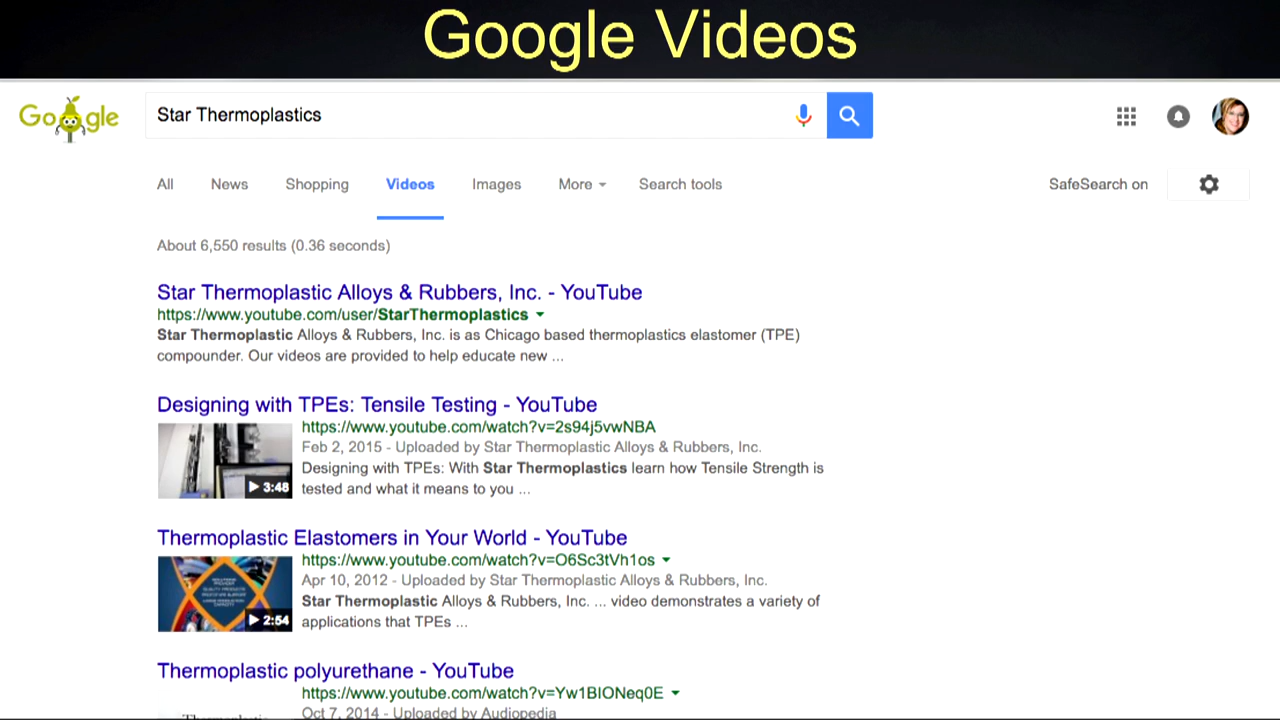 Google Videos
Google
Star Thermoplastics
All News Shopping Videos Images More Search tools SafeSearch on
About 6,550 results (0.36 seconds)
Star Thermoplastic Alloys & Rubbers, Inc. - YouTube
https://www.youtube.com/user/StarThermoplastics
Star Thermoplastic Alloys & Rubbers, Inc. is as Chicago based thermoplastics elastomer (TPE)
compounder. Our videos are provided to help educate new ...
Designing with TPEs: Tensile Testing - YouTube
https://www.youtube.com/watch?v=2s94j5vwNBA
Feb 2, 2015 - Uploaded by Star Thermoplastic Alloys & Rubbers, Inc.
Designing with TPEs: With Star Thermoplastics learn how Tensile Strength is
tested and what it means to you ...
3:48
Thermoplastic Elastomers in Your World - YouTube
https://www.youtube.com/watch?v=O6Sc3tVh1os
Apr 10, 2012 - Uploaded by Star Thermoplastic Alloys & Rubbers, Inc.
Star Thermoplastic Alloys & Rubbers, Inc. ... video demonstrates a variety of
applications that TPEs ...
2:54
Thermoplastic polyurethane - YouTube
https://www.youtube.com/watch?v=Yw1BIONeq0E
Oct 7, 2014 - Uploaded by Audiopedia